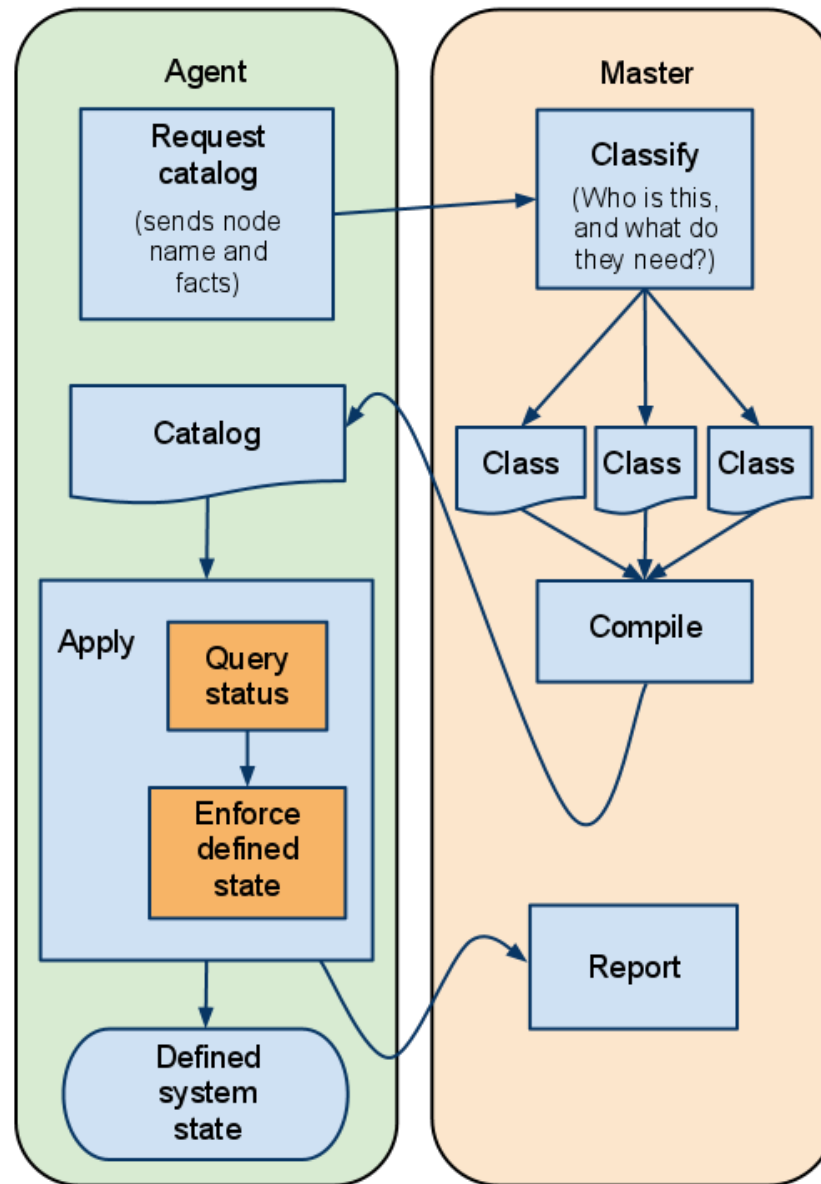 Agent
Request
catalog
(sends node
name and
facts)
Catalog
Apply
Query
status
Enforce
defined
state
Defined
system
state
Master
Classify
(Who is this,
and what do
they need?)
Class
Class
Class
Compile
Report